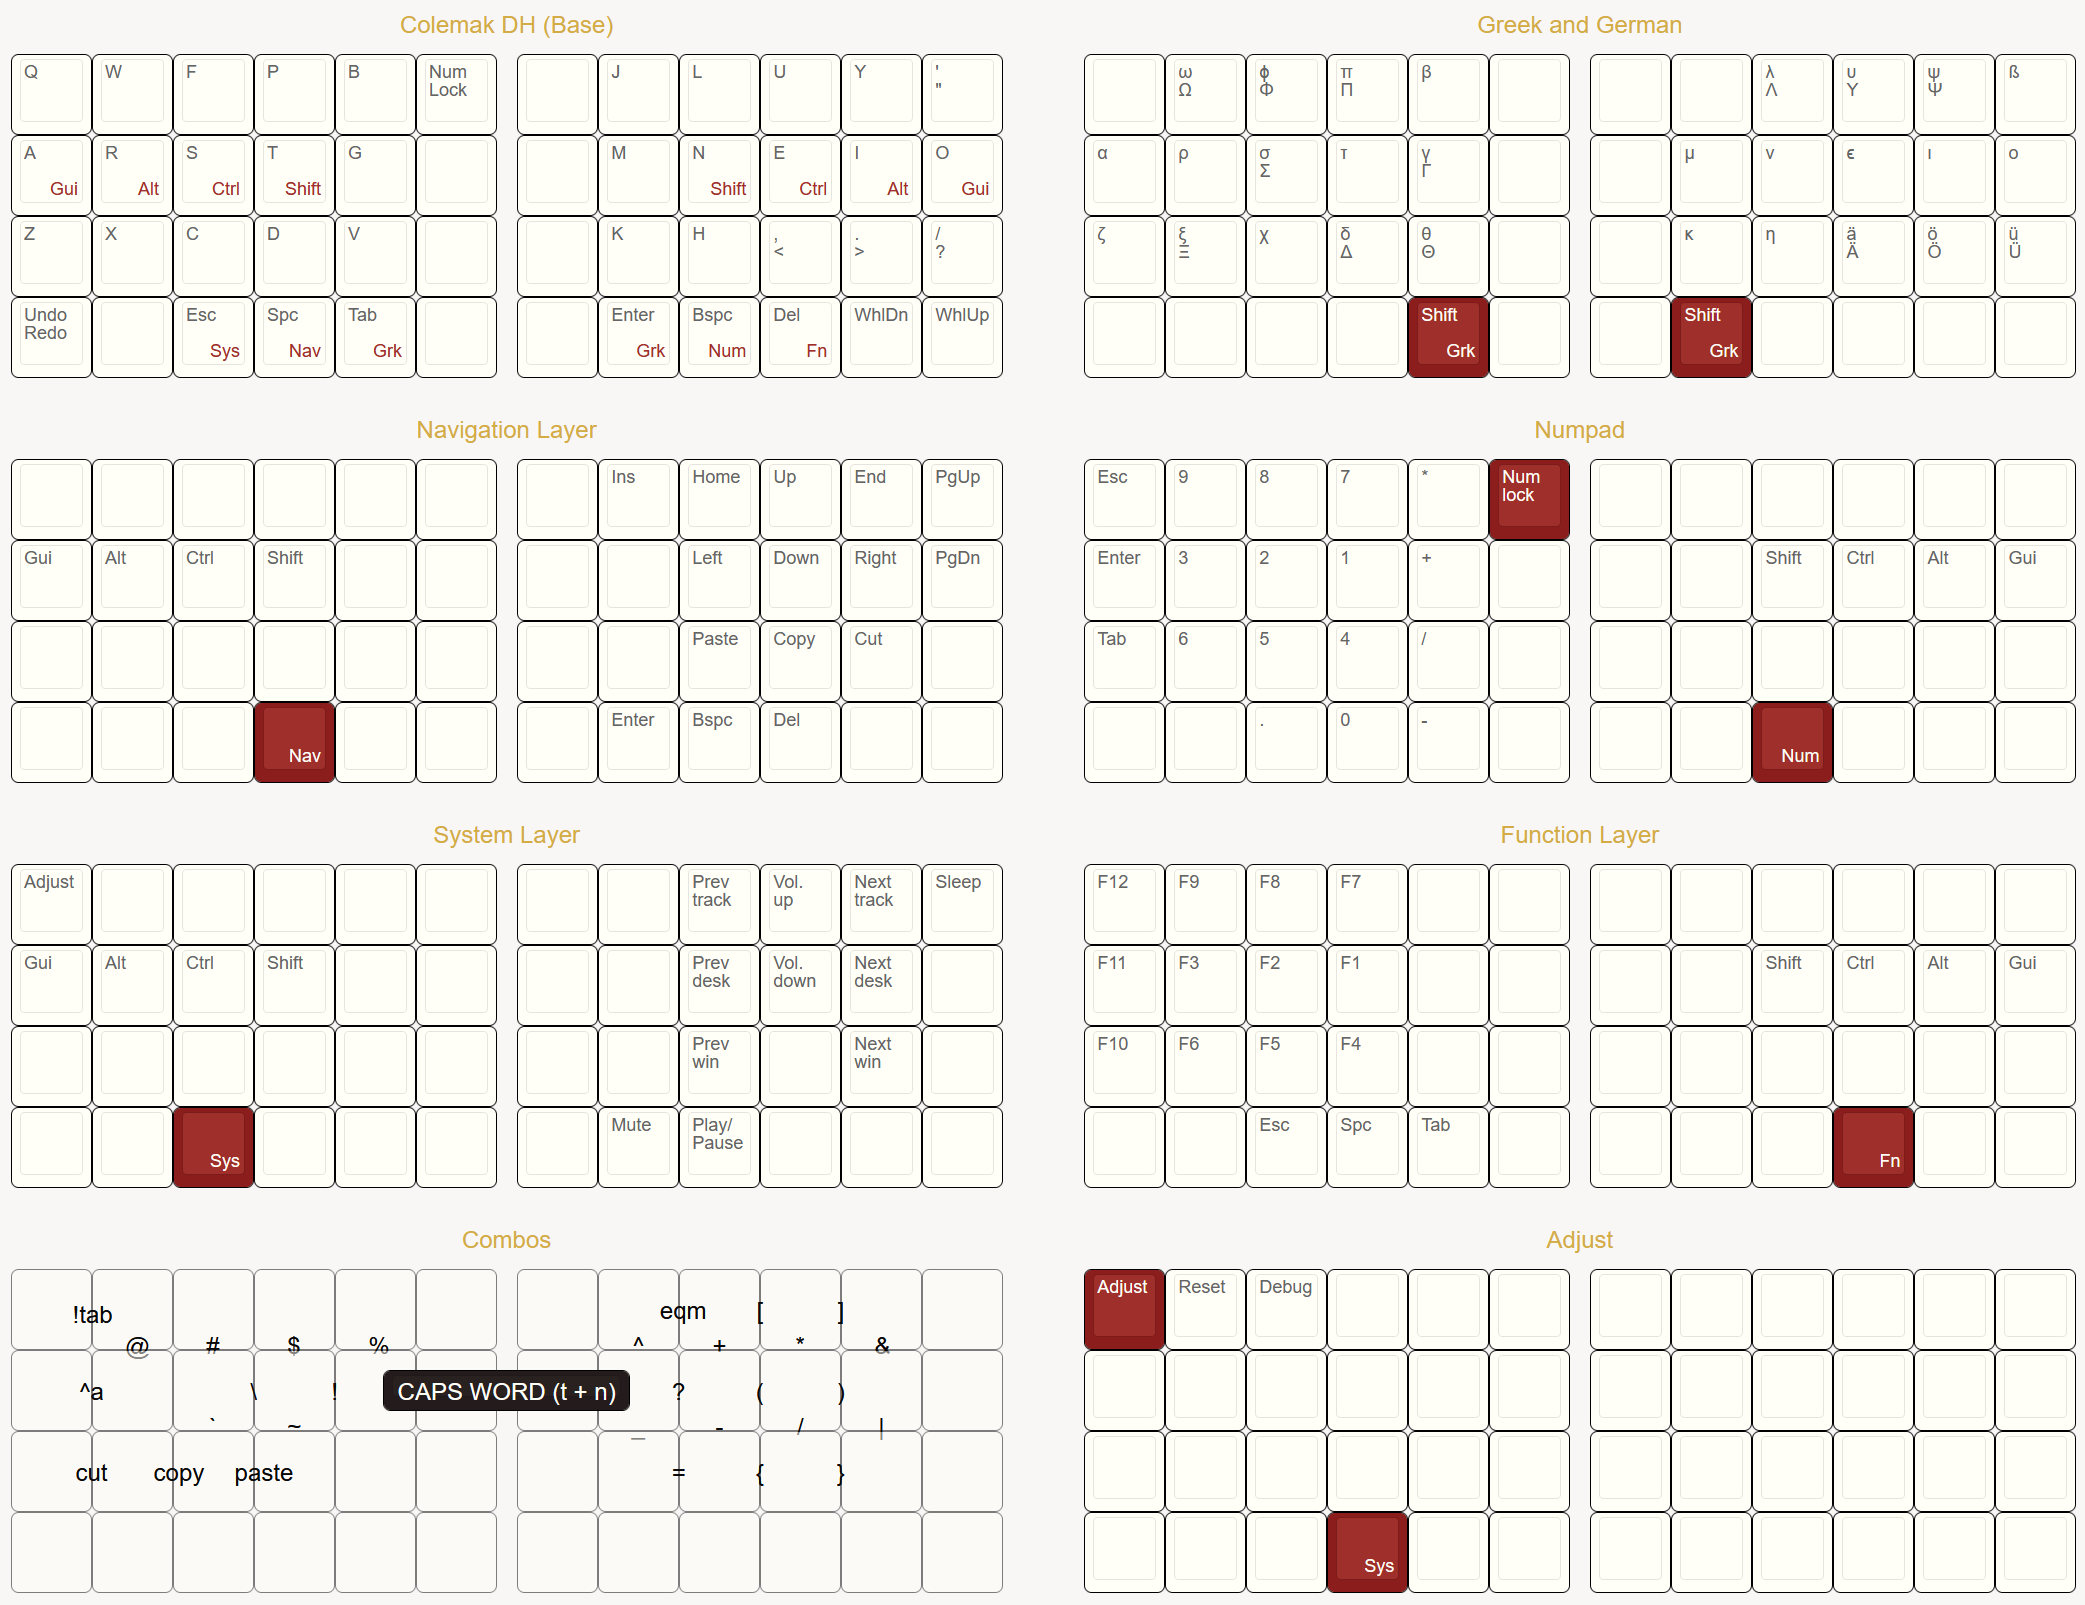 Colemak DH (Base)
Q W F P B Num Lock J L U Y ' "
A Gui R Alt S Ctrl T Shift G M N Shift E Ctrl I Alt O Gui
Z X C D V K H , < . > / ?
Undo Redo Esc Sys Spc Nav Tab Grk Enter Grk Bspc Num Del Fn WhlDn WhlUp
Greek and German
ω Ω ϕ Φ π Π β λ Λ υ Υ ψ Ψ ß
α ρ σ Σ τ γ Γ μ ν ϵ ι ο
ζ ξ Ξ χ δ Δ θ Θ κ η ä Ä ö Ö ü Ü
Shift Grk Shift Grk
Navigation Layer
Ins Home Up End PgUp
Gui Alt Ctrl Shift Left Down Right PgDn
Paste Copy Cut
Nav Enter Bspc Del
Numpad
Esc 9 8 7 * Num lock
Enter 3 2 1 + Shift Ctrl Alt Gui
Tab 6 5 4 /
. 0 - Num
System Layer
Adjust Prev track Vol. up Next track Sleep
Gui Alt Ctrl Shift Prev desk Vol. down Next desk
Prev win Next win
Sys Mute Play/ Pause
Function Layer
F12 F9 F8 F7
F11 F3 F2 F1 Shift Ctrl Alt Gui
F10 F6 F5 F4
Esc Spc Tab Fn
Combos
!tab eqm [ ]
@ # $ % ^ + * &
^a \ ! CAPS WORD (t + n) ? ( )
` ~ _ - / |
cut copy paste = { }
Adjust
Adjust Reset Debug
Sys